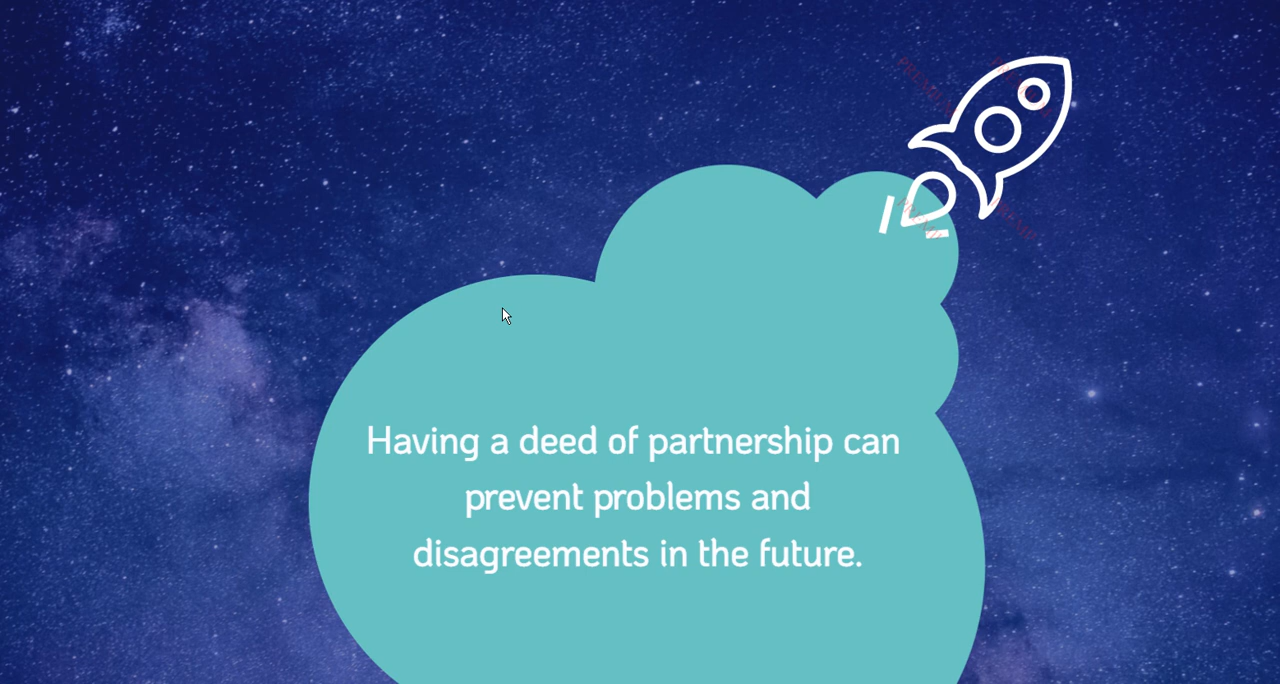 Having a deed of partnership can
prevent problems and
disagreements in the future.